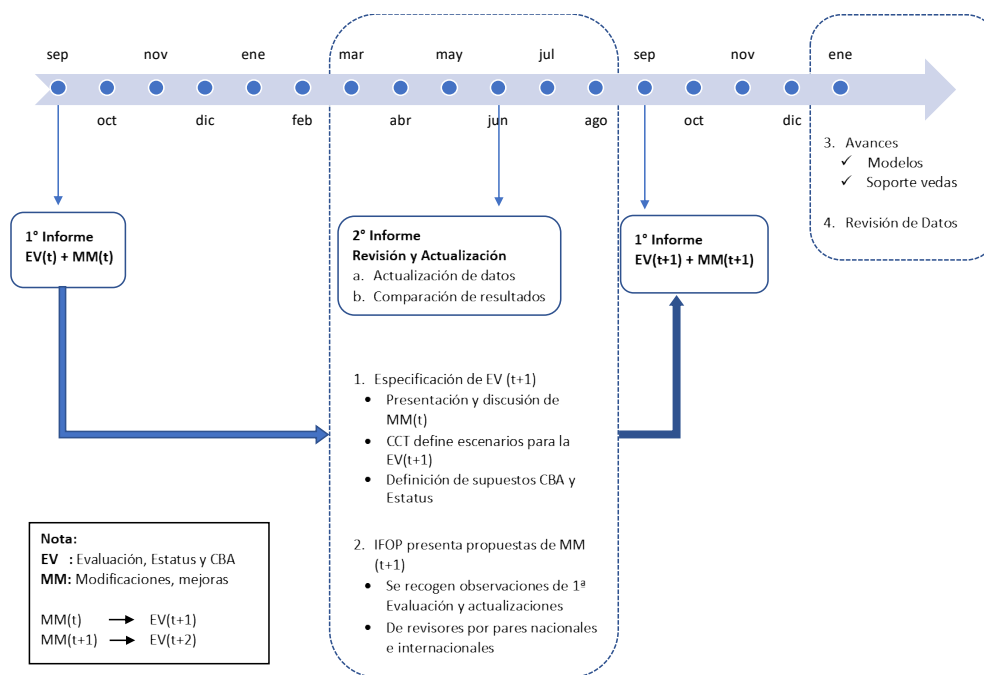 sep nov ene mar may jul sep nov ene
oct dic feb abr jun ago oct dic
1° Informe
EV(t) + MM(t)
2° Informe
Revisión y Actualización
a. Actualización de datos
b. Comparación de resultados
1° Informe
EV(t+1) + MM(t+1)
3. Avances
✓ Modelos
✓ Soporte vedas
4. Revisión de Datos
1. Especificación de EV (t+1)
• Presentación y discusión de
MM(t)
• CCT define escenarios para la
EV(t+1)
• Definición de supuestos CBA y
Estatus
2. IFOP presenta propuestas de MM
(t+1)
• Se recogen observaciones de 1ª
Evaluación y actualizaciones
• De revisores por pares nacionales
e internacionales
Nota:
EV : Evaluación, Estatus y CBA
MM: Modificaciones, mejoras
MM(t) → EV(t+1)
MM(t+1) → EV(t+2)